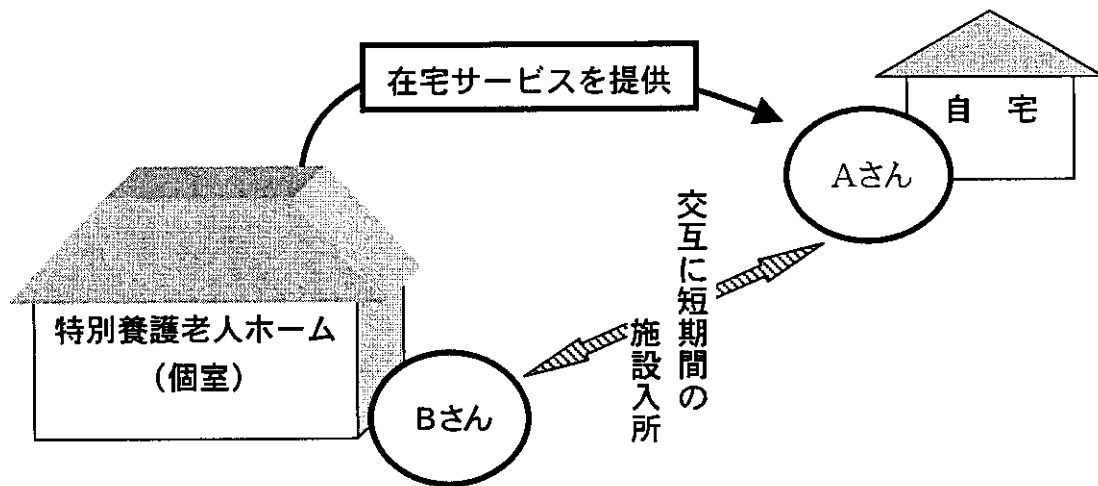 在宅サービスを提供
自 宅
Aさん
交互に短期間の
施設入所
特別養護老人ホーム
（個室）
Bさん